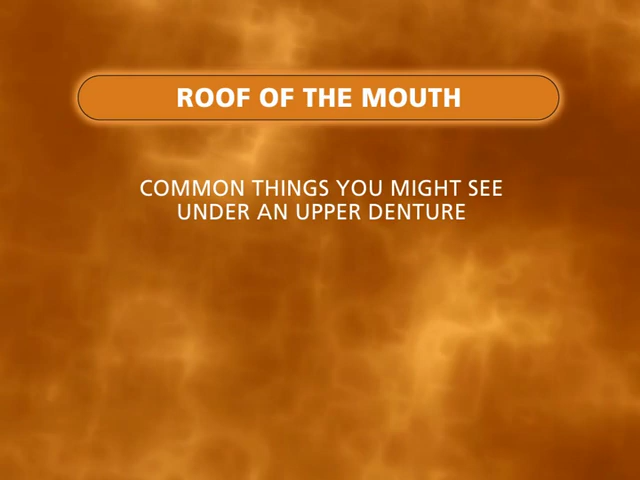 ROOF OF THE MOUTH
COMMON THINGS YOU MIGHT SEE
UNDER AN UPPER DENTURE